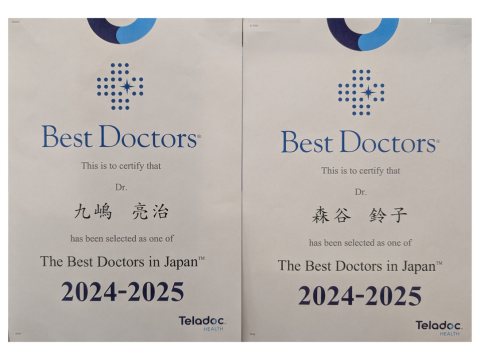 Best Doctors®
This is to certify that
Dr.
九嶋 亮治
has been selected as one of
The Best Doctors in Japan™
2024-2025
Teladoc
HEALTH
Best Doctors®
This is to certify that
Dr.
森谷 鈴子
has been selected as one of
The Best Doctors in Japan™
2024-2025
Teladoc
HEALTH